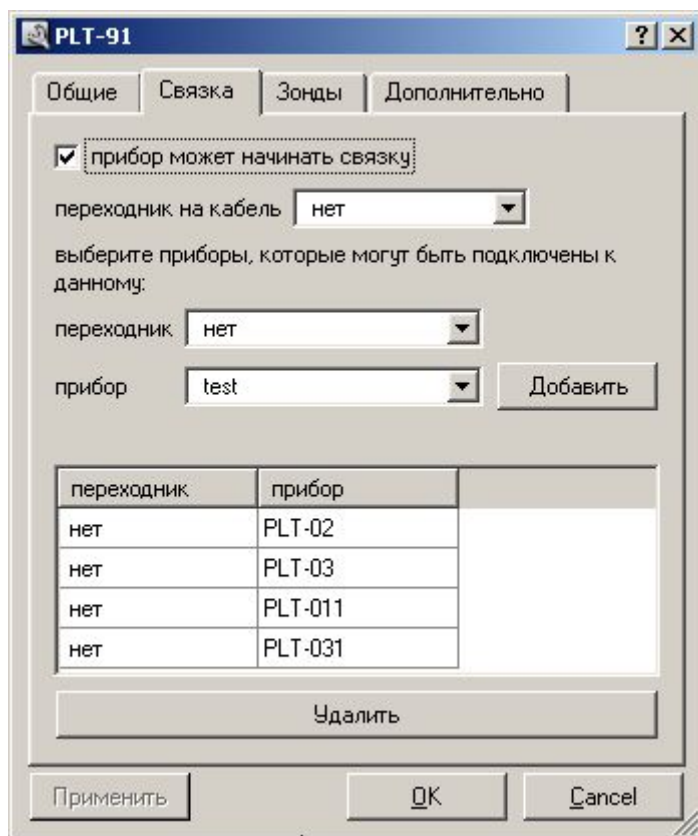 PLT-91
Общие Связка Зонды Дополнительно
прибор может начинать связку
переходник на кабель нет
выберите приборы, которые могут быть подключены к
данному:
переходник нет
прибор test Добавить
переходник прибор
нет PLT-02
нет PLT-03
нет PLT-011
нет PLT-031
Удалить
Применить OK Cancel